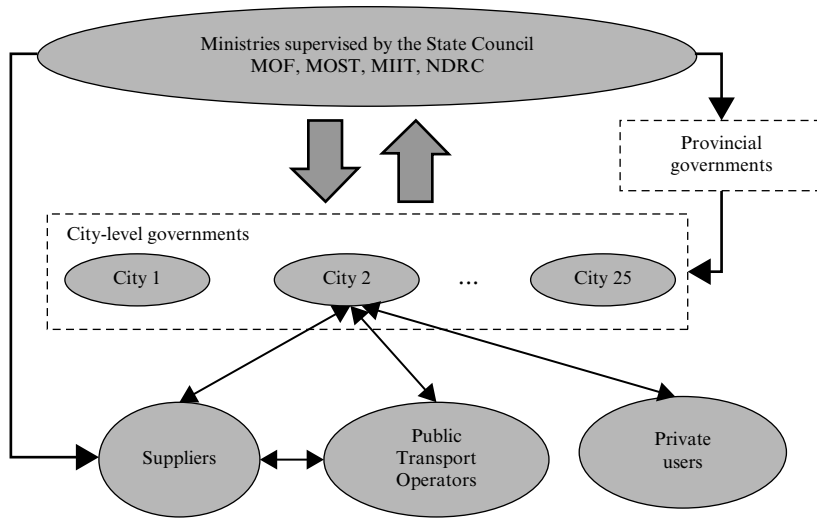 Ministries supervised by the State Council
MOF, MOST, MIIT, NDRC
Provincial
governments
City-level governments
City 1
City 2
...
City 25
Suppliers
Public
Transport
Operators
Private
users